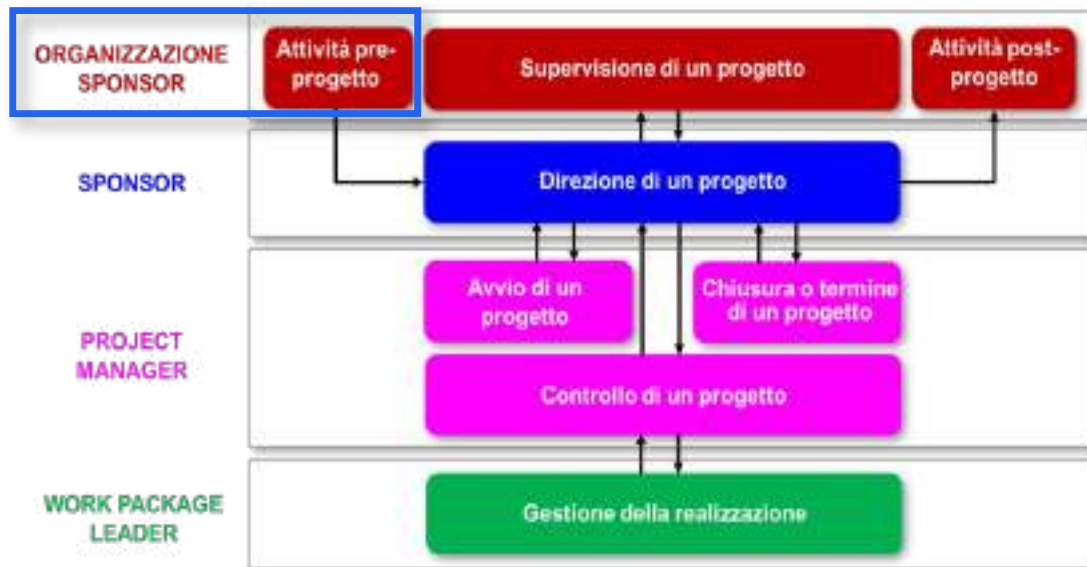 ORGANIZZAZIONE
SPONSOR
Attività pre-
progetto
Supervisione di un progetto
Attività post-
progetto
SPONSOR
Direzione di un progetto
PROJECT
MANAGER
Avvio di un
progetto
Chiusura o termine
di un progetto
Controllo di un progetto
WORK PACKAGE
LEADER
Gestione della realizzazione